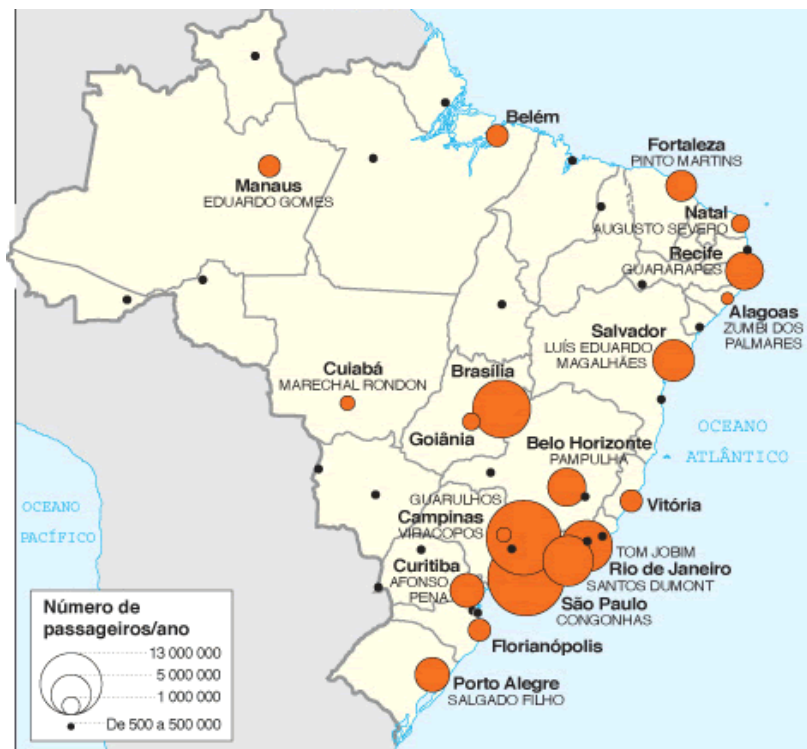 Belém
Fortaleza
PINTO MARTINS
Manaus
EDUARDO GOMES
Natal
AUGUSTO SEVERO
Recife
GUARARAPES
Alagoas
ZUMBI DOS
PALMARES
Salvador
LUÍS EDUARDO
MAGALHÃES
Cuiabá
MARECHAL RONDON
Brasília
Goiânia
OCEANO
ATLÂNTICO
Belo Horizonte
PAMPULHA
GUARULHOS
Campinas
VIRACOPOS
Vitória
OCEANO
PACÍFICO
TOM JOBIM
Rio de Janeiro
SANTOS DUMONT
Curitiba
AFONSO
PENA
São Paulo
CONGONHAS
Florianópolis
Porto Alegre
SALGADO FILHO
Número de
passageiros/ano
13 000 000
5 000 000
1 000 000
De 500 a 500 000